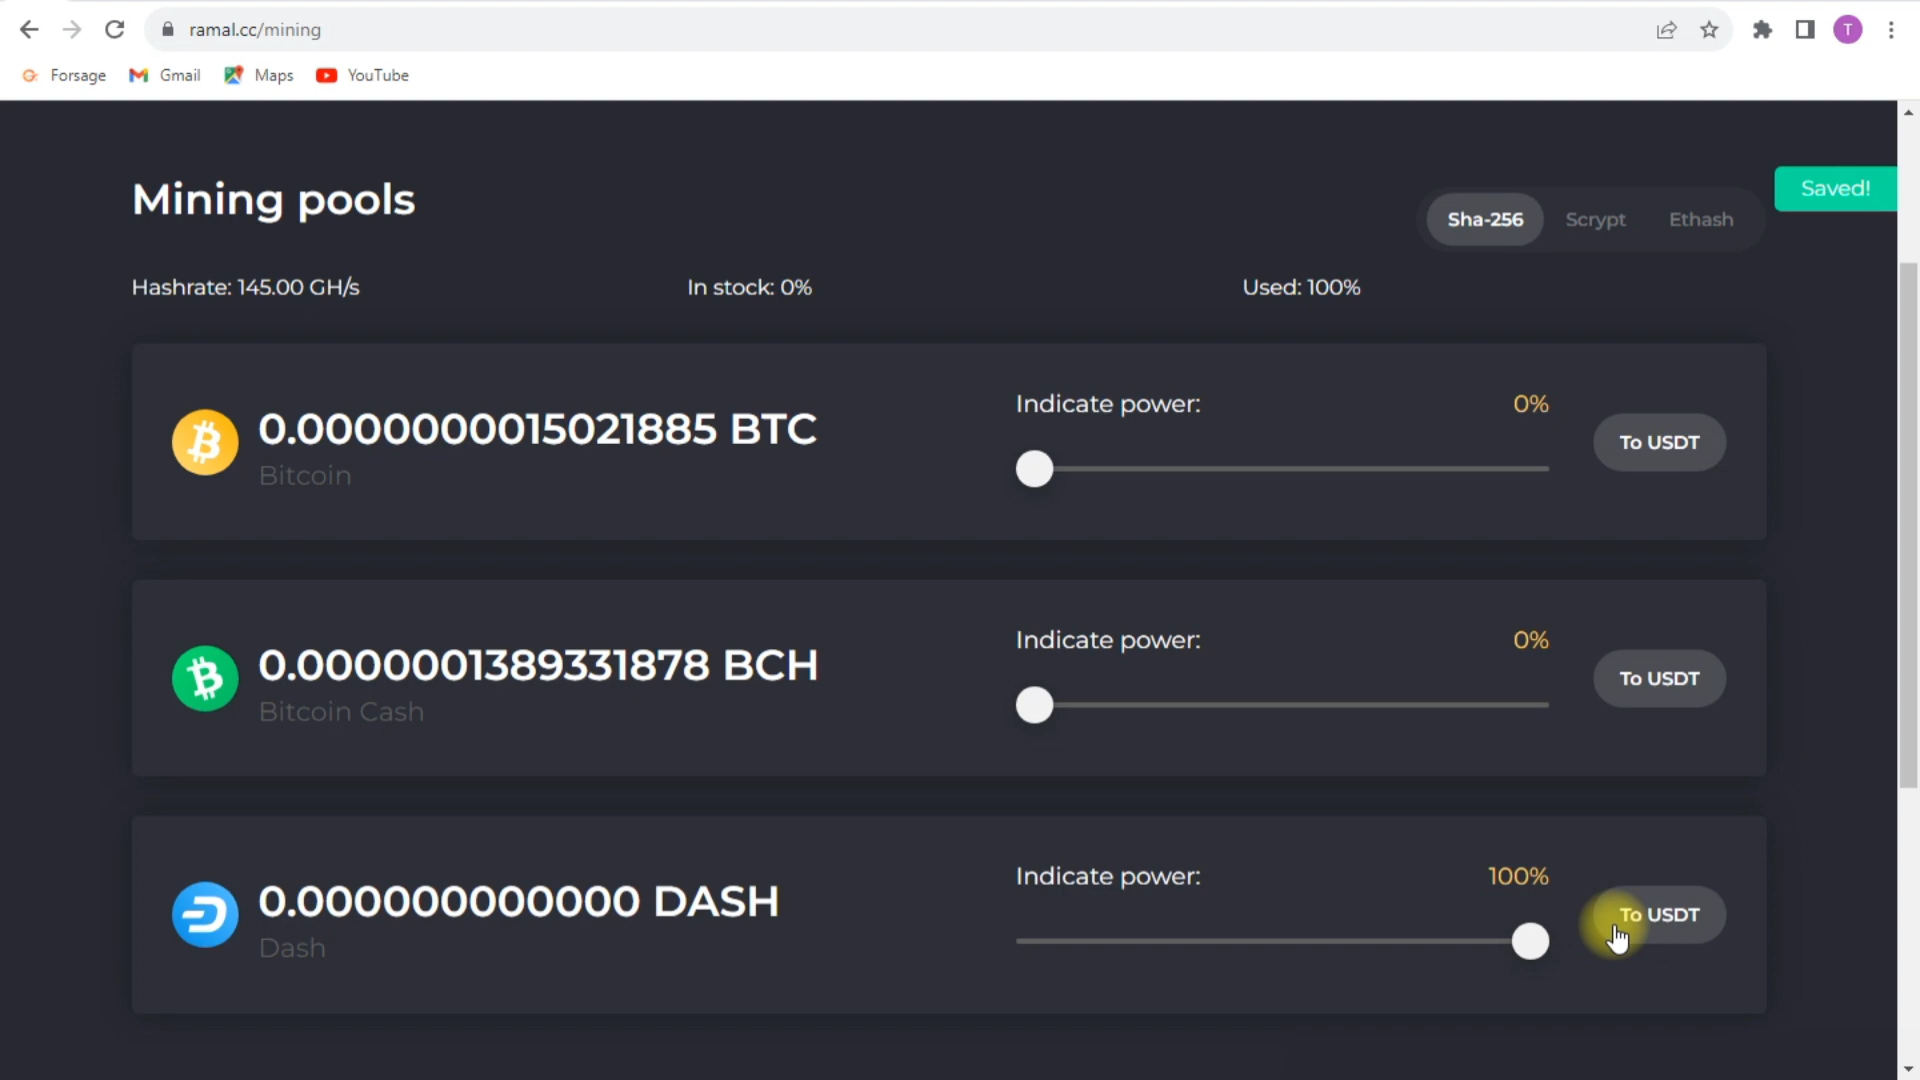 ramal.cc/mining
T
Forsage
Gmail
Maps
YouTube
Mining pools
Sha-256
Scrypt
Ethash
Saved!
Hashrate: 145.00 GH/s
In stock: 0%
Used: 100%
0.0000000015021885 BTC
Bitcoin
Indicate power:
0%
To USDT
0.0000001389331878 BCH
Bitcoin Cash
Indicate power:
0%
To USDT
0.000000000000 DASH
Dash
Indicate power:
100%
To USDT